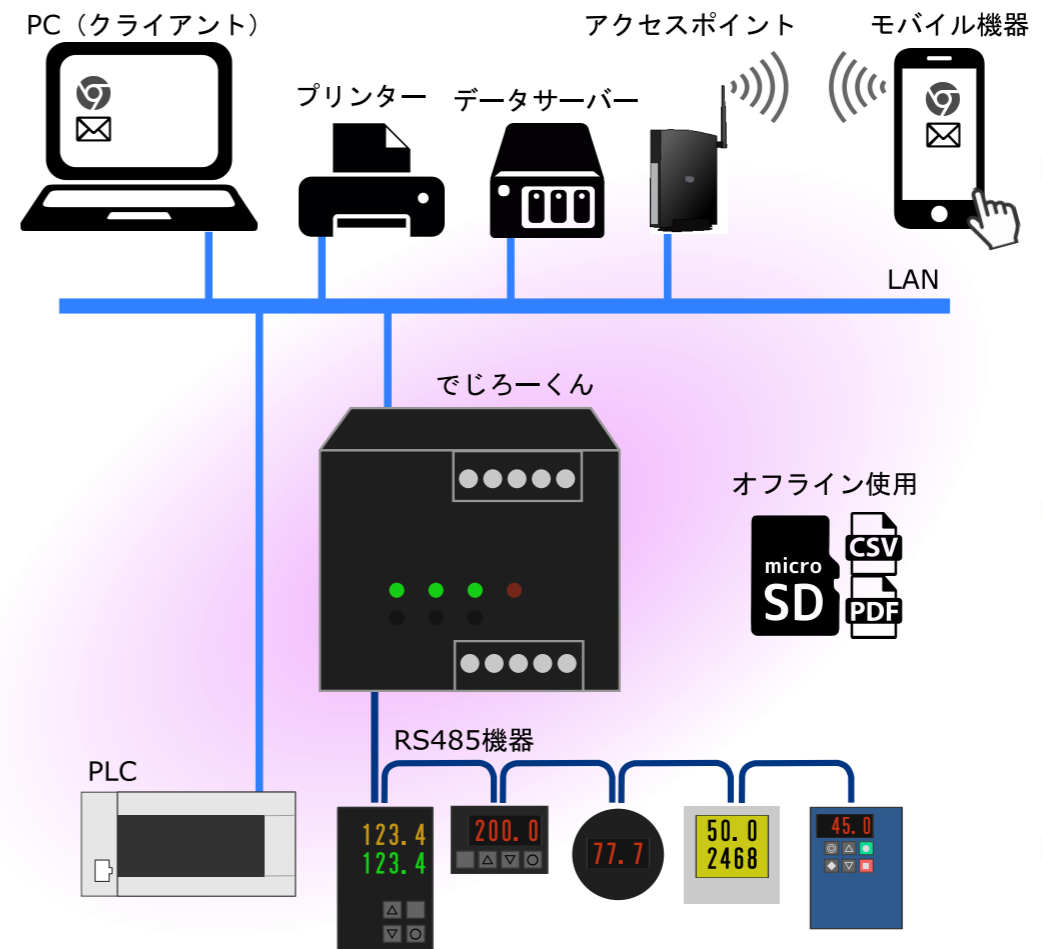 PC（クライアント）
アクセスポイント
モバイル機器
プリンター
データサーバー
LAN
でじろーくん
オフライン使用
micro
SD
CSV
PDF
RS485機器
PLC
123.4
123.4
200.0
77.7
50.0
2468
45.0